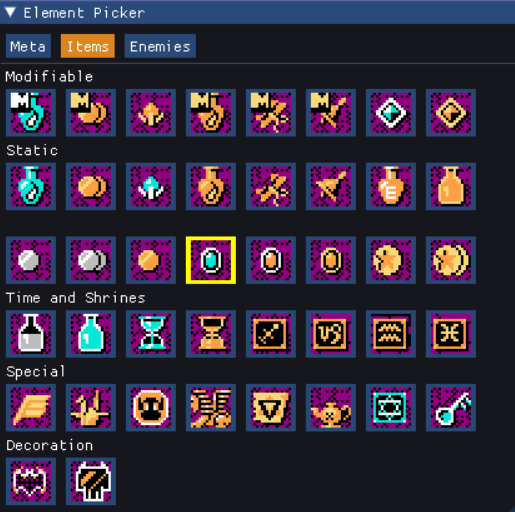 Element Picker
Meta Items Enemies
Modifiable
M M M M M
Static
E
Time and Shrines
Special
Decoration